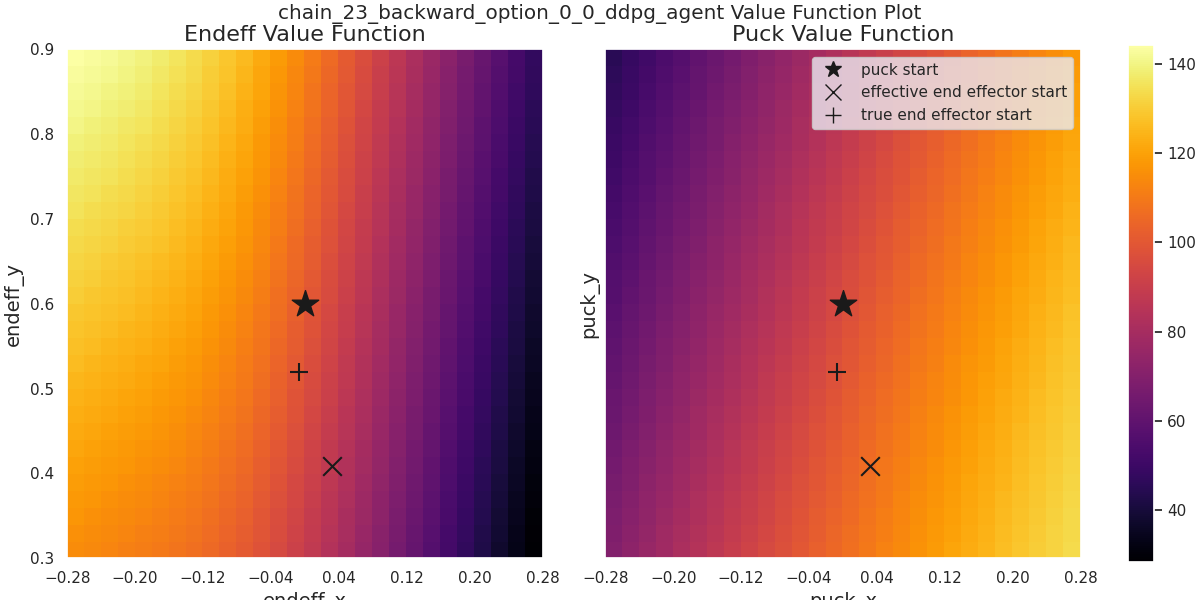 chain_23_backward_option_0_0_ddpg_agent Value Function Plot
Endeff Value Function
Puck Value Function
0.9
0.8
0.7
0.6
0.5
0.4
0.3
endeff_y
−0.28 −0.20 −0.12 −0.04 0.04 0.12 0.20 0.28
endeff_x
puck start
effective end effector start
true end effector start
puck_y
−0.28 −0.20 −0.12 −0.04 0.04 0.12 0.20 0.28
puck_x
140
120
100
80
60
40